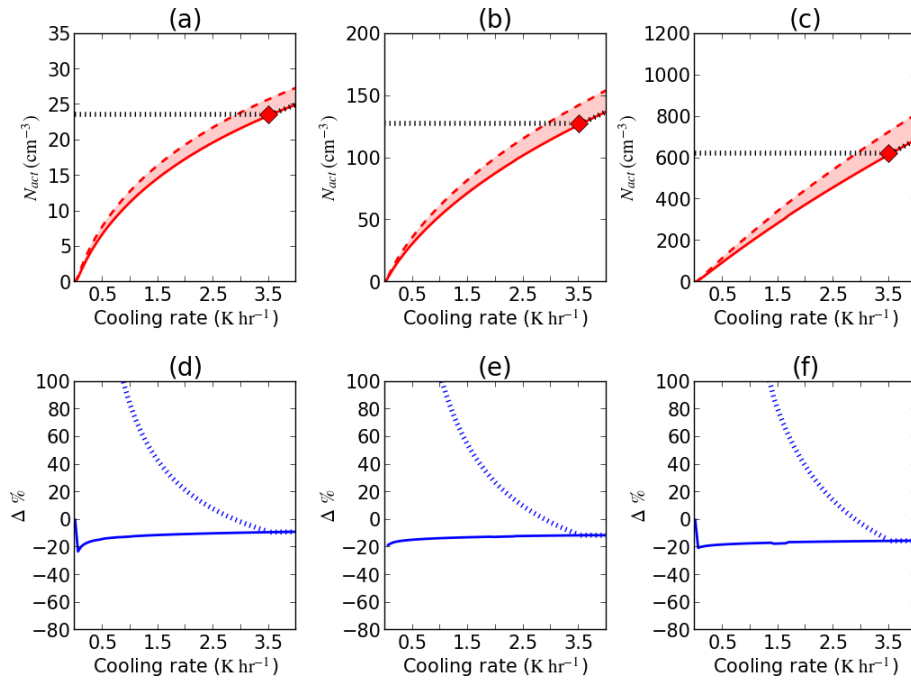 (a)
35
30
25
20
15
10
5
0
N_act (cm⁻³)
0.5 1.5 2.5 3.5
Cooling rate (K hr⁻¹)
(b)
200
150
100
50
0
N_act (cm⁻³)
0.5 1.5 2.5 3.5
Cooling rate (K hr⁻¹)
(c)
1200
1000
800
600
400
200
0
N_act (cm⁻³)
0.5 1.5 2.5 3.5
Cooling rate (K hr⁻¹)
(d)
100
80
60
40
20
0
−20
−40
−60
−80
Δ %
0.5 1.5 2.5 3.5
Cooling rate (K hr⁻¹)
(e)
100
80
60
40
20
0
−20
−40
−60
−80
Δ %
0.5 1.5 2.5 3.5
Cooling rate (K hr⁻¹)
(f)
100
80
60
40
20
0
−20
−40
−60
−80
Δ %
0.5 1.5 2.5 3.5
Cooling rate (K hr⁻¹)